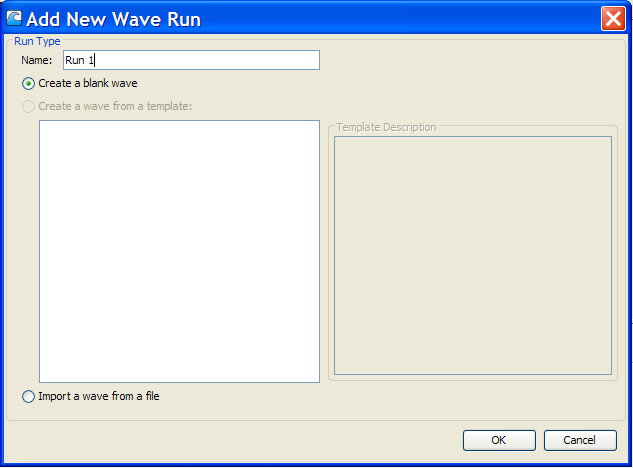 Add New Wave Run
Run Type
Name: Run 1
Create a blank wave
Create a wave from a template:
Template Description
Import a wave from a file
OK Cancel